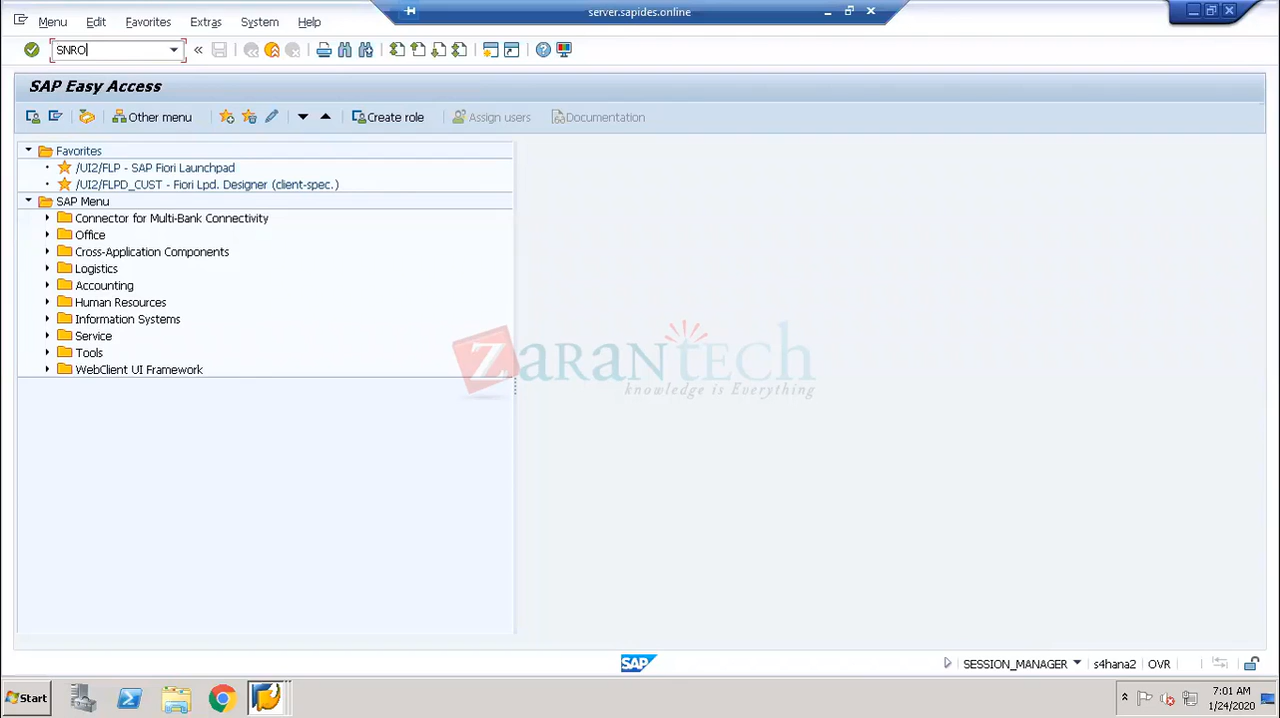 server.sapides.online
Menu Edit Favorites Extras System Help
SNRO
SAP Easy Access
Other menu Create role Assign users Documentation
Favorites
/UI2/FLP - SAP Fiori Launchpad
/UI2/FLPD_CUST - Fiori Lpd. Designer (client-spec.)
SAP Menu
Connector for Multi-Bank Connectivity
Office
Cross-Application Components
Logistics
Accounting
Human Resources
Information Systems
Service
Tools
WebClient UI Framework
zarantech
knowledge is Everything
SAP
SESSION_MANAGER s4hana2 OVR
Start
7:01 AM
1/24/2020